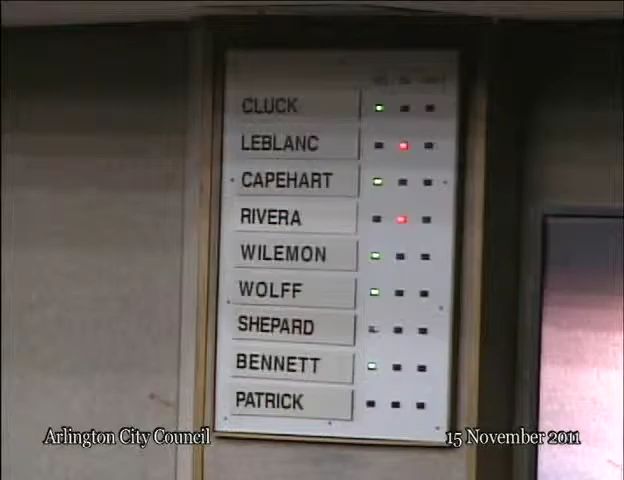 CLUCK
LEBLANC
CAPEHART
RIVERA
WILEMON
WOLFF
SHEPARD
BENNETT
PATRICK
Arlington City Council
15 November 2011